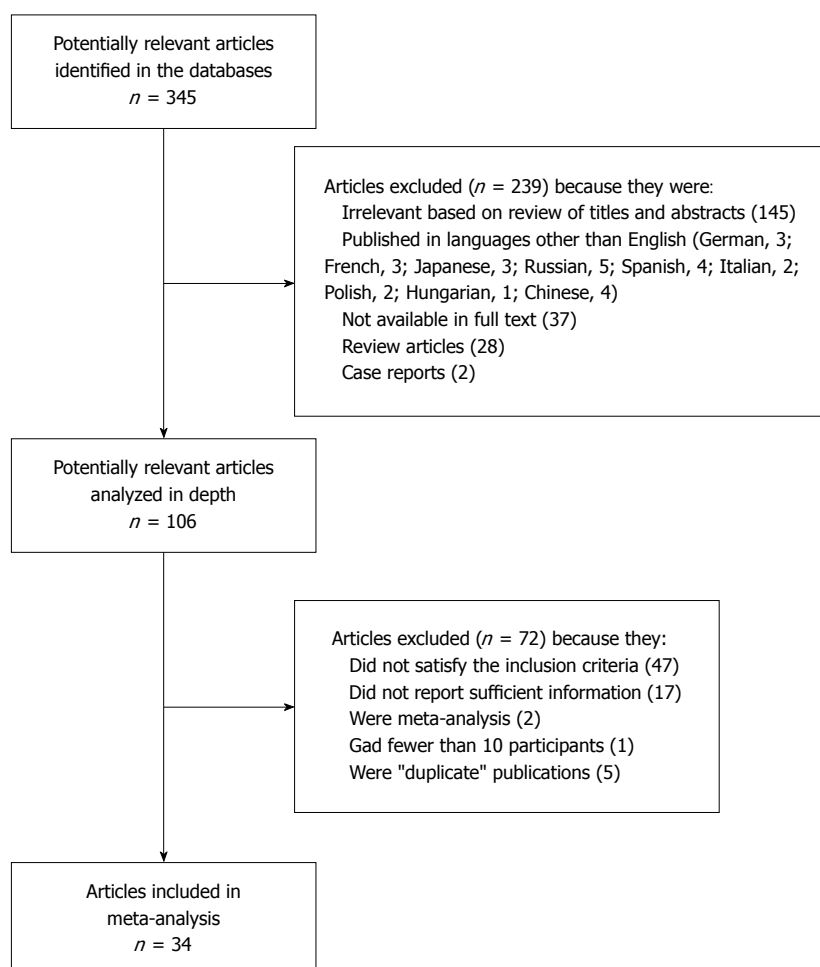 Potentially relevant articles
identified in the databases
n = 345
Articles excluded (n = 239) because they were:
Irrelevant based on review of titles and abstracts (145)
Published in languages other than English (German, 3;
French, 3; Japanese, 3; Russian, 5; Spanish, 4; Italian, 2;
Polish, 2; Hungarian, 1; Chinese, 4)
Not available in full text (37)
Review articles (28)
Case reports (2)
Potentially relevant articles
analyzed in depth
n = 106
Articles excluded (n = 72) because they:
Did not satisfy the inclusion criteria (47)
Did not report sufficient information (17)
Were meta-analysis (2)
Gad fewer than 10 participants (1)
Were "duplicate" publications (5)
Articles included in
meta-analysis
n = 34